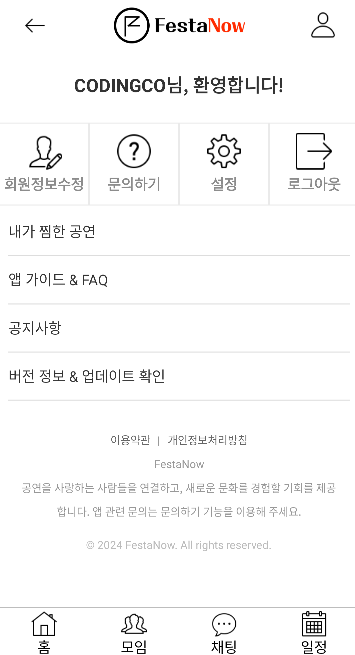 FestaNow
CODINGCO님, 환영합니다!
회원정보수정 문의하기 설정 로그아웃
내가 찜한 공연
앱 가이드 & FAQ
공지사항
버전 정보 & 업데이트 확인
이용약관 | 개인정보처리방침
FestaNow
공연을 사랑하는 사람들을 연결하고, 새로운 문화를 경험할 기회를 제공
합니다. 앱 관련 문의는 문의하기 기능을 이용해 주세요.
© 2024 FestaNow. All rights reserved.
홈 모임 채팅 일정